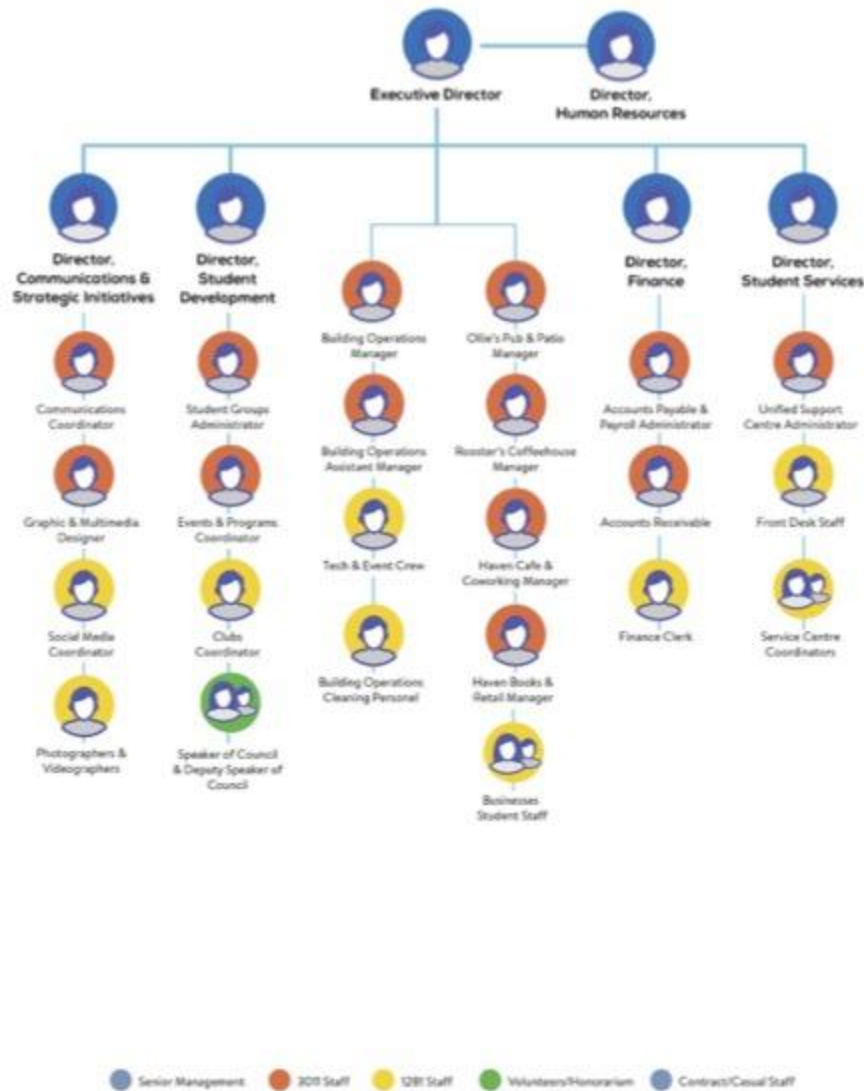 Executive Director
Director,
Human Resources
Director,
Communications &
Strategic Initiatives
Director,
Student
Development
Director,
Finance
Director,
Student Services
Communications
Coordinator
Graphic & Multimedia
Designer
Social Media
Coordinator
Photographers &
Videographers
Student Groups
Administrator
Events & Programs
Coordinator
Clubs
Coordinator
Speaker of Council
& Deputy Speaker of
Council
Building Operations
Manager
Building Operations
Assistant Manager
Tech & Event Crew
Building Operations
Cleaning Personel
Ollie's Pub & Patio
Manager
Rooster's Coffeehouse
Manager
Haven Cafe &
Coworking Manager
Haven Books &
Retail Manager
Businesses
Student Staff
Accounts Payable &
Payroll Administrator
Accounts Receivable
Finance Clerk
Unified Support
Centre Administrator
Front Desk Staff
Service Centre
Coordinators
Senior Management
3011 Staff
1281 Staff
Volunteers/Honorarium
Contract/Casual Staff